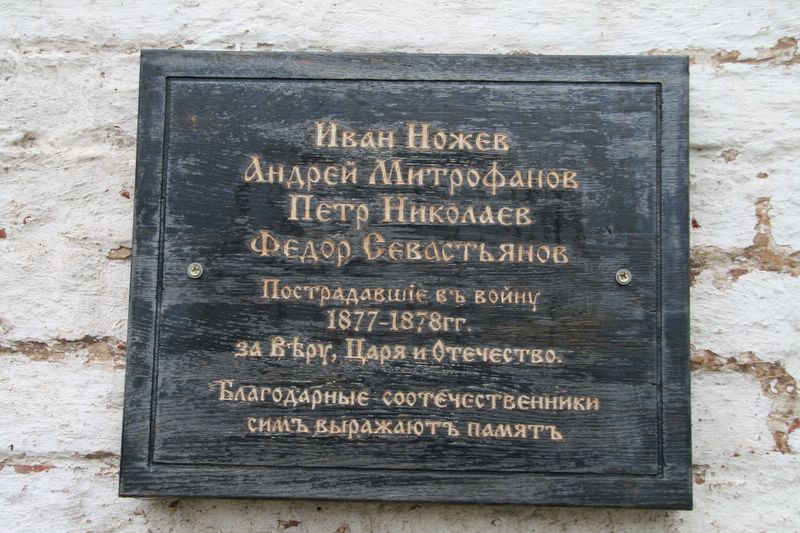 Иван Ножев
Андрей Митрофанов
Петр Николаев
Федор Севастьянов
Пострадавшіе въ войну
1877-1878гг.
за Вѣру, Царя и Отечество.
Благодарные соотечественники
симъ выражаютъ памятъ